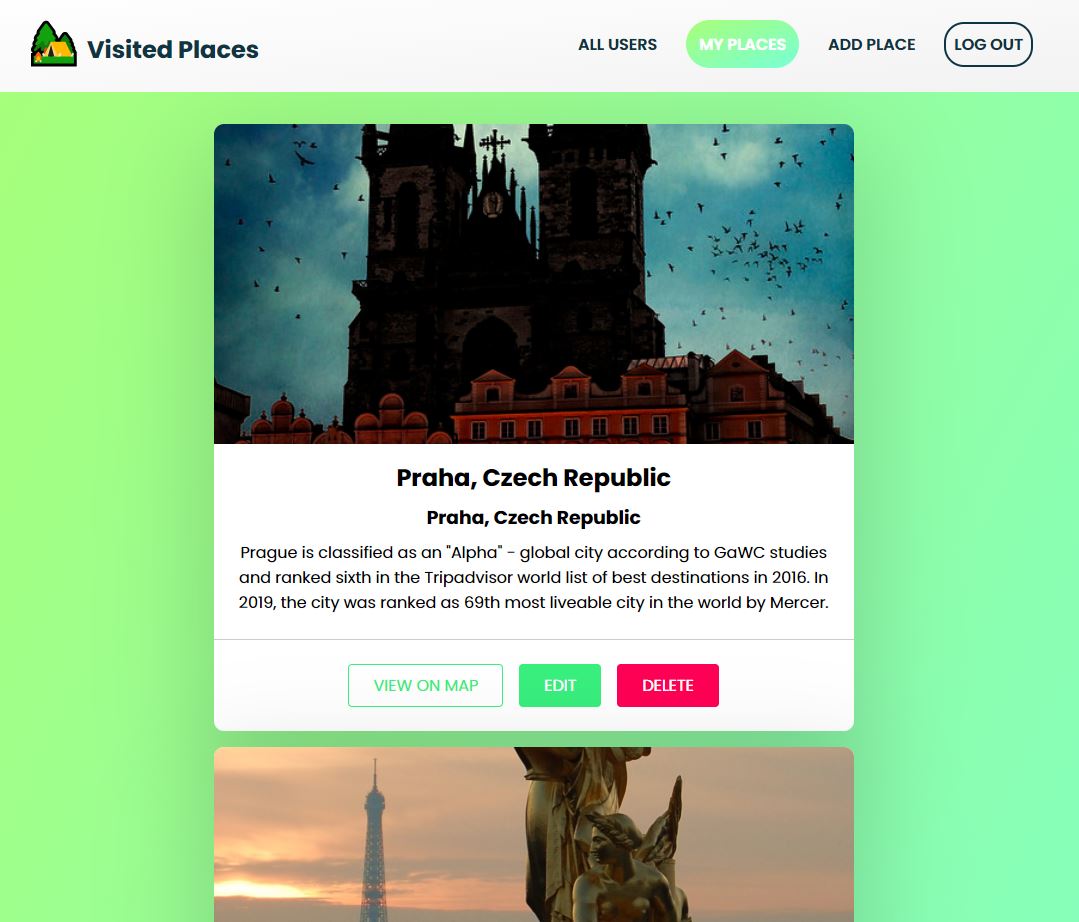 Visited Places
ALL USERS
MY PLACES
ADD PLACE
LOG OUT
Praha, Czech Republic
Praha, Czech Republic
Prague is classified as an "Alpha" - global city according to GaWC studies
and ranked sixth in the Tripadvisor world list of best destinations in 2016. In
2019, the city was ranked as 69th most liveable city in the world by Mercer.
VIEW ON MAP
EDIT
DELETE